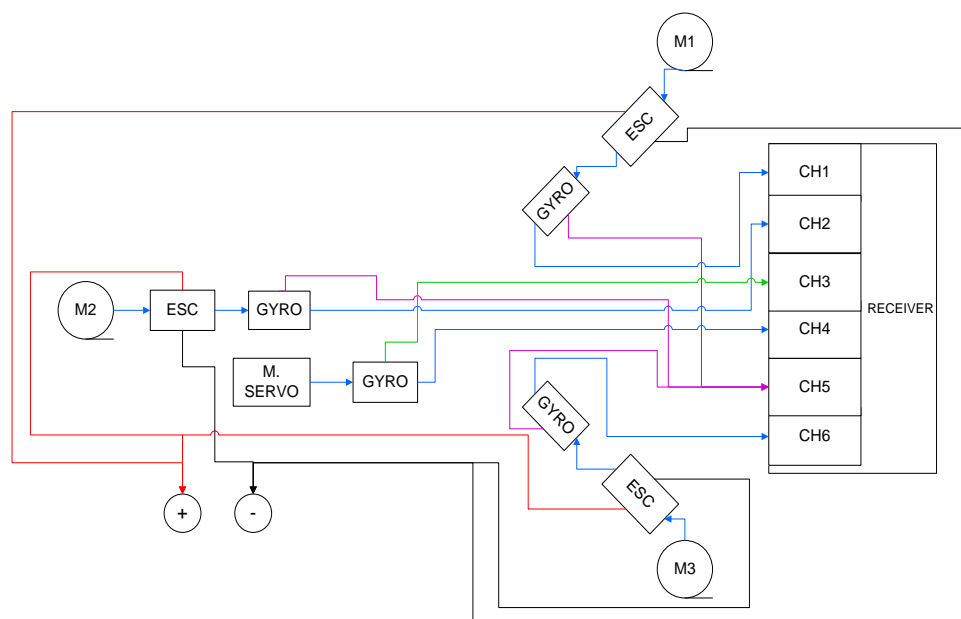 M1
ESC
GYRO
CH1
CH2
CH3
CH4
CH5
CH6
RECEIVER
M2
ESC
GYRO
M.
SERVO
GYRO
GYRO
ESC
M3
+
-